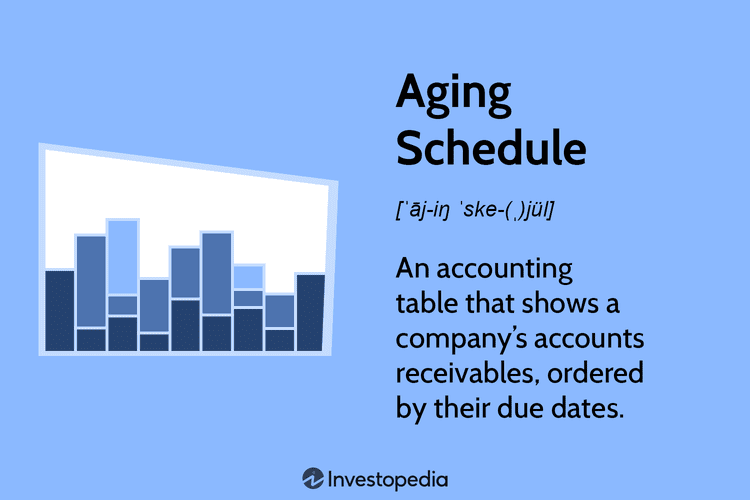 Aging
Schedule
[ˈāj-iŋ ˈske-(ˌ)jül]
An accounting
table that shows a
company’s accounts
receivables, ordered
by their due dates.
Investopedia